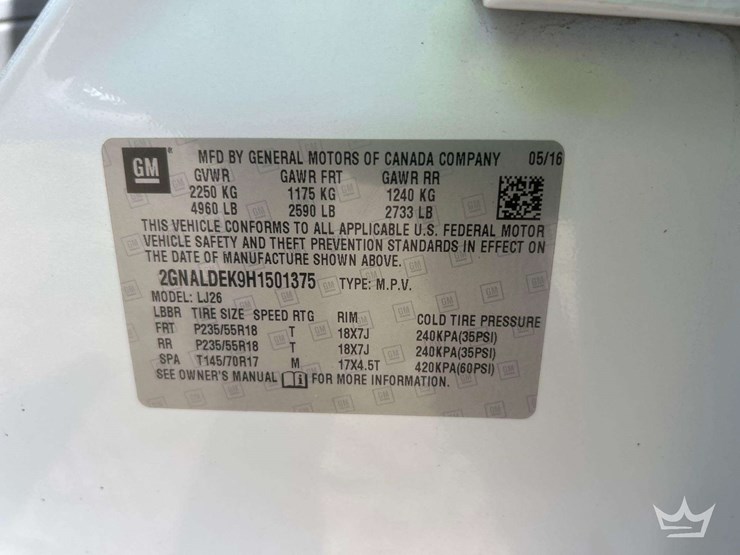 GM MFD BY GENERAL MOTORS OF CANADA COMPANY 05/16
GVWR GAWR FRT GAWR RR
2250 KG 1175 KG 1240 KG
4960 LB 2590 LB 2733 LB
THIS VEHICLE CONFORMS TO ALL APPLICABLE U.S. FEDERAL MOTOR
VEHICLE SAFETY AND THEFT PREVENTION STANDARDS IN EFFECT ON
THE DATE OF MANUFACTURE SHOWN ABOVE.
2GNALDEK9H1501375 TYPE: M.P.V.
MODEL: LJ26
LBBR TIRE SIZE SPEED RTG RIM COLD TIRE PRESSURE
FRT P235/55R18 T 18X7J 240KPA(35PSI)
RR P235/55R18 T 18X7J 240KPA(35PSI)
SPA T145/70R17 M 17X4.5T 420KPA(60PSI)
SEE OWNER'S MANUAL FOR MORE INFORMATION.